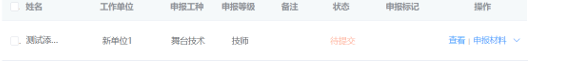 姓名 工作单位 申报工种 申报等级 备注 状态 申报标记 操作
测试添... 新单位1 舞台技术 技师 待提交 查看 | 申报材料